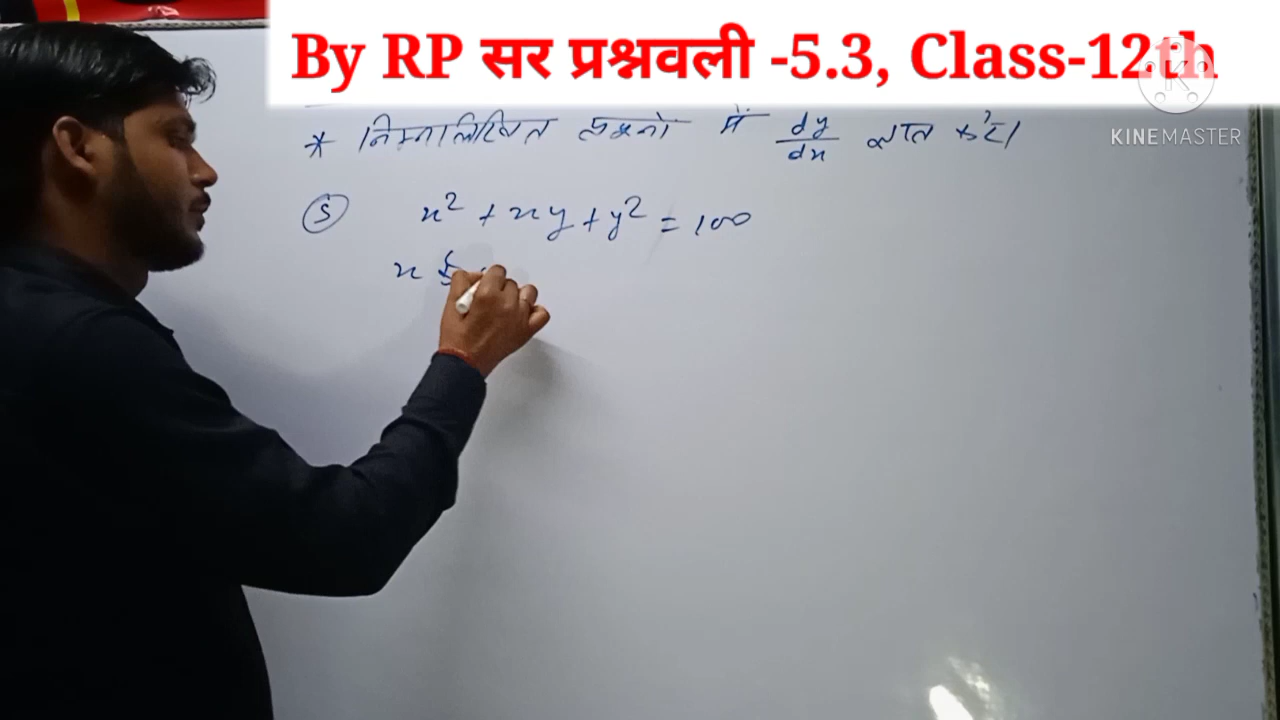 By RP सर प्रश्नवली -5.3, Class-12th
KINEMASTER
* निम्नालिखित प्रश्नों में dy/dx ज्ञात करें।
(5) x² + xy + y² = 100
x के